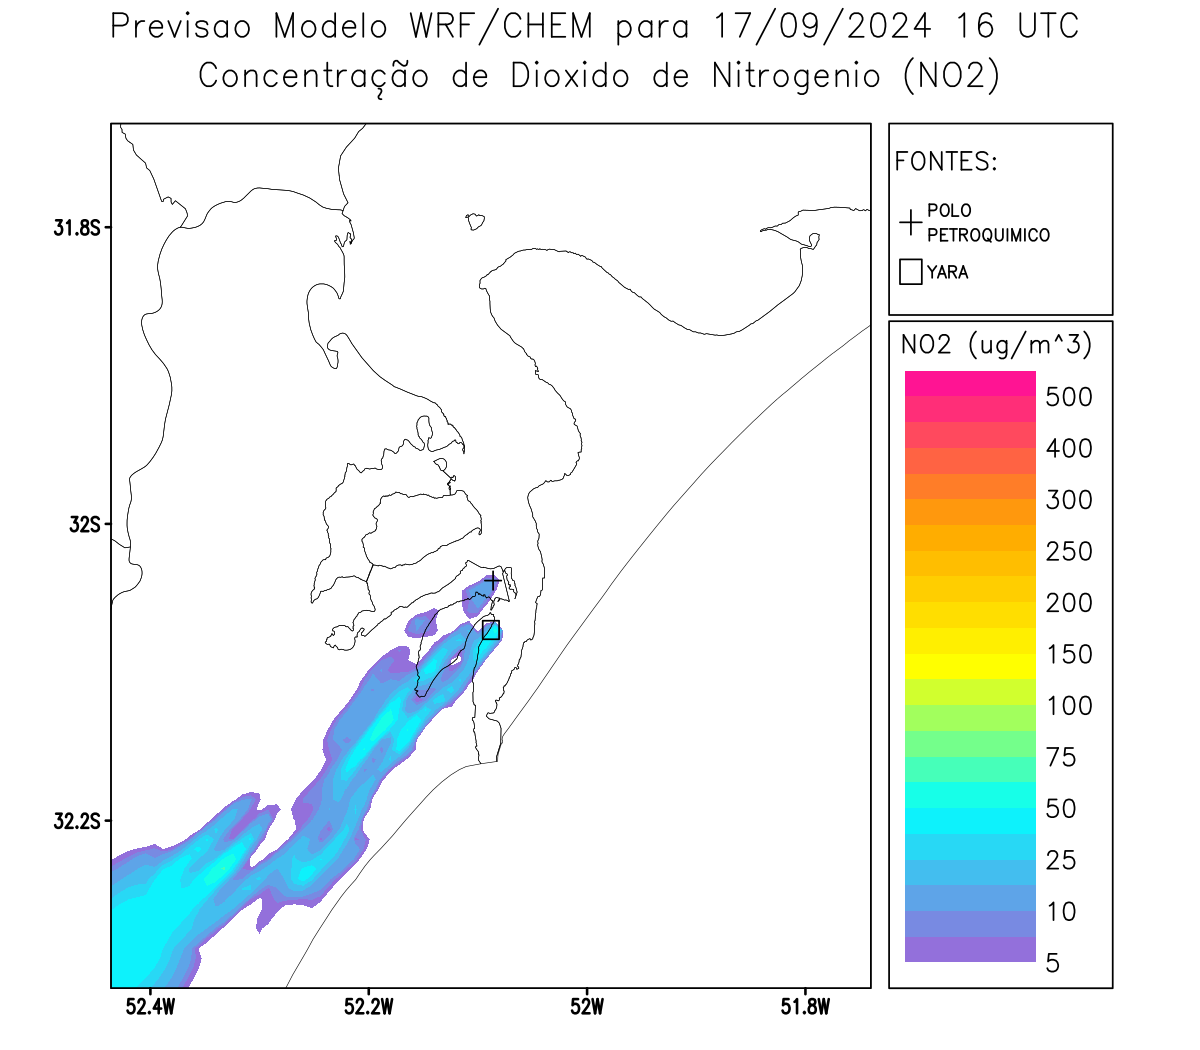 Previsao Modelo WRF/CHEM para 17/09/2024 16 UTC
Concentração de Dioxido de Nitrogenio (NO2)
FONTES:
POLO
PETROQUIMICO
YARA
NO2 (ug/m^3)
500
400
300
250
200
150
100
75
50
25
10
5
31.8S
32S
32.2S
52.4W
52.2W
52W
51.8W